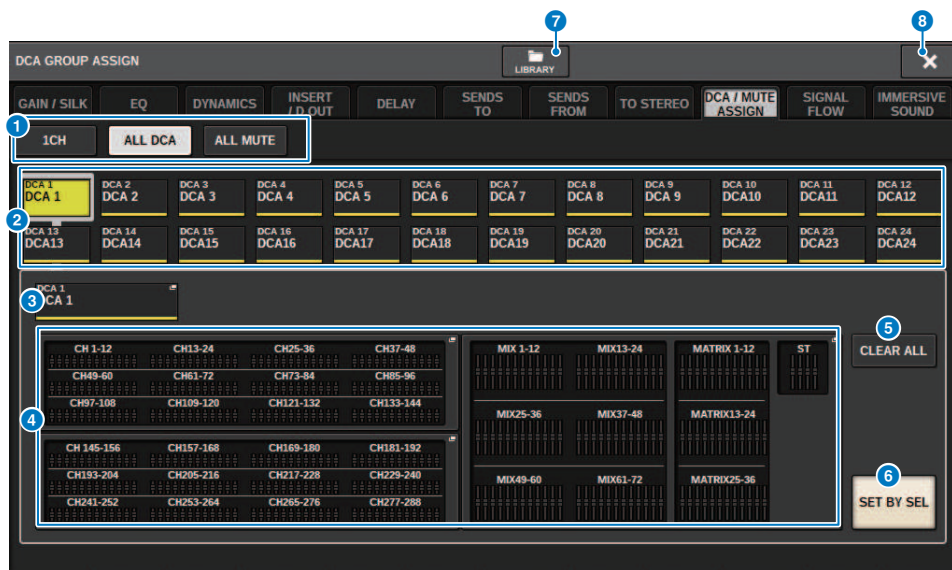 7 8
DCA GROUP ASSIGN LIBRARY
GAIN / SILK EQ DYNAMICS INSERT / D.OUT DELAY SENDS TO SENDS FROM TO STEREO DCA / MUTE ASSIGN SIGNAL FLOW IMMERSIVE SOUND
1
1CH ALL DCA ALL MUTE
DCA 1 DCA 2 DCA 3 DCA 4 DCA 5 DCA 6 DCA 7 DCA 8 DCA 9 DCA 10 DCA 11 DCA 12
DCA 1 DCA 2 DCA 3 DCA 4 DCA 5 DCA 6 DCA 7 DCA 8 DCA 9 DCA10 DCA11 DCA12
2
DCA 13 DCA 14 DCA 15 DCA 16 DCA 17 DCA 18 DCA 19 DCA 20 DCA 21 DCA 22 DCA 23 DCA 24
DCA13 DCA14 DCA15 DCA16 DCA17 DCA18 DCA19 DCA20 DCA21 DCA22 DCA23 DCA24
DCA 1
3 DCA 1
5
CH 1-12 CH13-24 CH25-36 CH37-48 MIX 1-12 MIX13-24 MATRIX 1-12 ST CLEAR ALL
CH49-60 CH61-72 CH73-84 CH85-96
CH97-108 CH109-120 CH121-132 CH133-144
4
MIX25-36 MIX37-48 MATRIX13-24
CH 145-156 CH157-168 CH169-180 CH181-192
CH193-204 CH205-216 CH217-228 CH229-240
6
MIX49-60 MIX61-72 MATRIX25-36
CH241-252 CH253-264 CH265-276 CH277-288
SET BY SEL